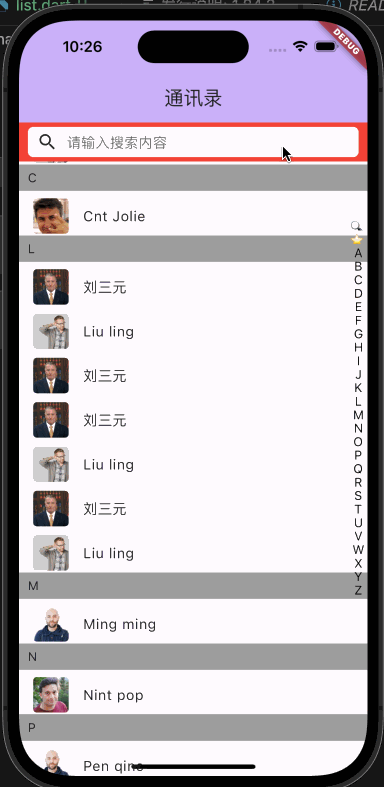 list.dart
READ
10:26
DEBUG
通讯录
请输入搜索内容
C
Cnt Jolie
L
刘三元
Liu ling
刘三元
刘三元
Liu ling
刘三元
Liu ling
M
Ming ming
N
Nint pop
P
Pen qing
A
B
C
D
E
F
G
H
I
J
K
L
M
N
O
P
Q
R
S
T
U
V
W
X
Y
Z